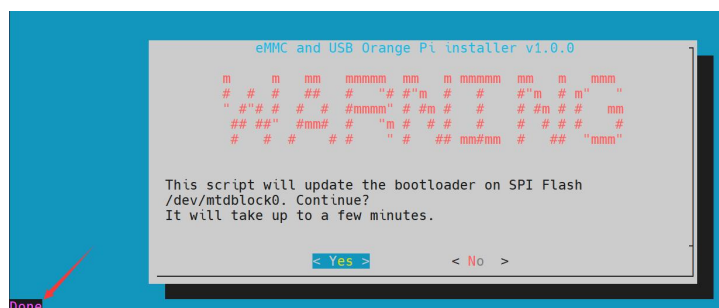 eMMC and USB Orange Pi installer v1.0.0
WARNING
This script will update the bootloader on SPI Flash
/dev/mtdblock0. Continue?
It will take up to a few minutes.
< Yes > < No >
Done